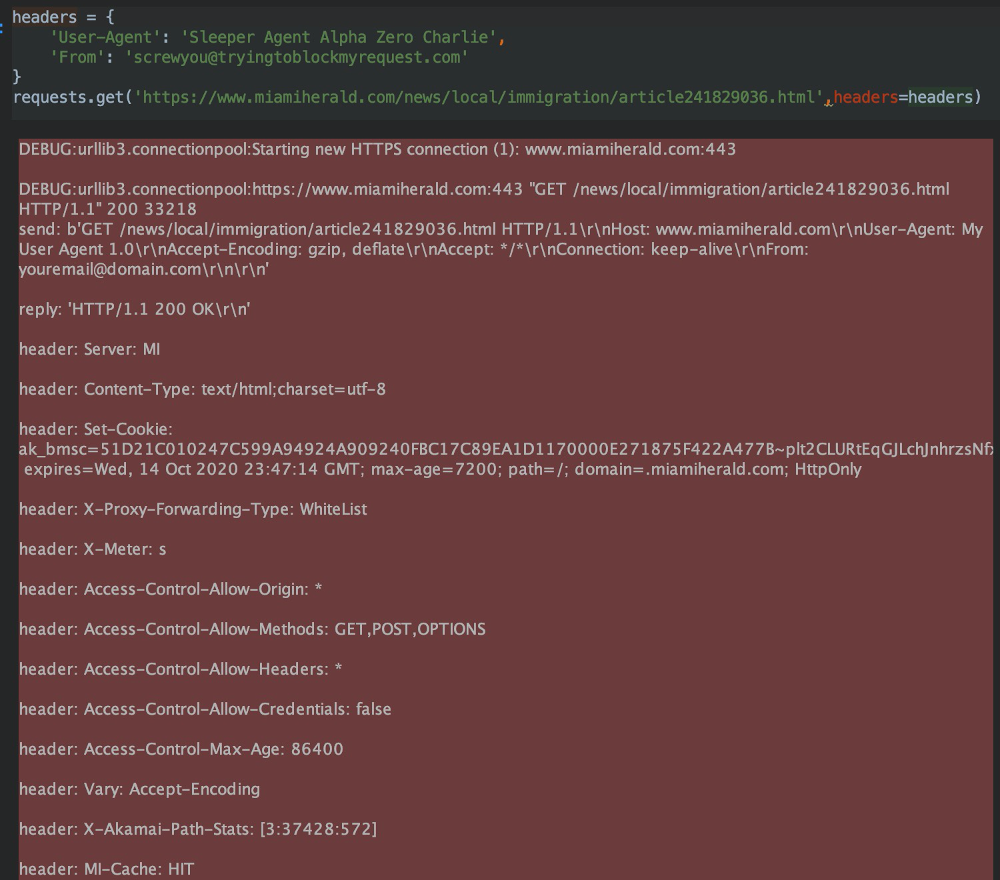 headers = {
'User-Agent': 'Sleeper Agent Alpha Zero Charlie',
'From': 'screwyou@tryingtoblockmyrequest.com'
}
requests.get('https://www.miamiherald.com/news/local/immigration/article241829036.html',headers=headers)
DEBUG:urllib3.connectionpool:Starting new HTTPS connection (1): www.miamiherald.com:443
DEBUG:urllib3.connectionpool:https://www.miamiherald.com:443 "GET /news/local/immigration/article241829036.html
HTTP/1.1" 200 33218
send: b'GET /news/local/immigration/article241829036.html HTTP/1.1\r\nHost: www.miamiherald.com\r\nUser-Agent: My
User Agent 1.0\r\nAccept-Encoding: gzip, deflate\r\nAccept: */*\r\nConnection: keep-alive\r\nFrom:
youremail@domain.com\r\n\r\n'
reply: 'HTTP/1.1 200 OK\r\n'
header: Server: MI
header: Content-Type: text/html;charset=utf-8
header: Set-Cookie:
ak_bmsc=51D21C010247C599A94924A909240FBC17C89EA1D1170000E271875F422A477B~plt2CLURtEqGJLchJnhrzsNfx
expires=Wed, 14 Oct 2020 23:47:14 GMT; max-age=7200; path=/; domain=.miamiherald.com; HttpOnly
header: X-Proxy-Forwarding-Type: WhiteList
header: X-Meter: s
header: Access-Control-Allow-Origin: *
header: Access-Control-Allow-Methods: GET,POST,OPTIONS
header: Access-Control-Allow-Headers: *
header: Access-Control-Allow-Credentials: false
header: Access-Control-Max-Age: 86400
header: Vary: Accept-Encoding
header: X-Akamai-Path-Stats: [3:37428:572]
header: MI-Cache: HIT